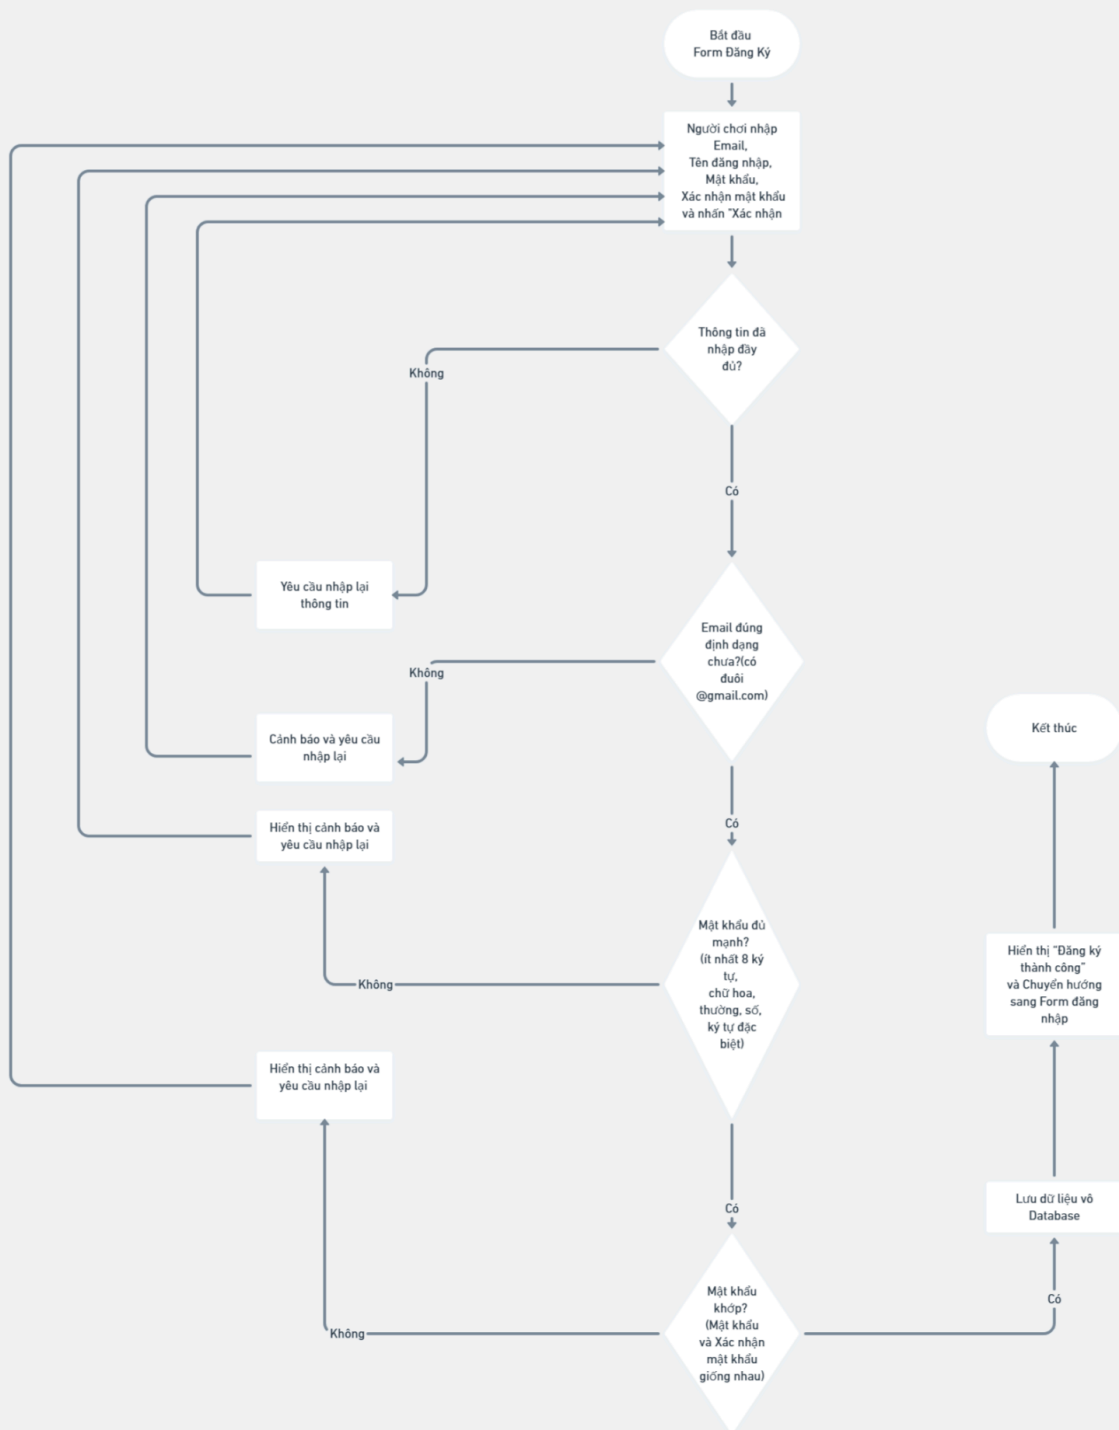 Bắt đầu
Form Đăng Ký
Người chơi nhập
Email,
Tên đăng nhập,
Mật khẩu,
Xác nhận mật khẩu
và nhấn "Xác nhận
Thông tin đã
nhập đầy
đủ?
Không
Có
Yêu cầu nhập lại
thông tin
Email đúng
định dạng
chưa?(có
đuôi
@gmail.com)
Không
Cảnh báo và yêu cầu
nhập lại
Kết thúc
Có
Hiển thị cảnh báo và
yêu cầu nhập lại
Mật khẩu đủ
mạnh?
(ít nhất 8 ký
tự,
chữ hoa,
thường, số,
ký tự đặc
biệt)
Không
Hiển thị "Đăng ký
thành công"
và Chuyển hướng
sang Form đăng
nhập
Hiển thị cảnh báo và
yêu cầu nhập lại
Có
Lưu dữ liệu vô
Database
Mật khẩu
khớp?
(Mật khẩu
và Xác nhận
mật khẩu
giống nhau)
Không
Có